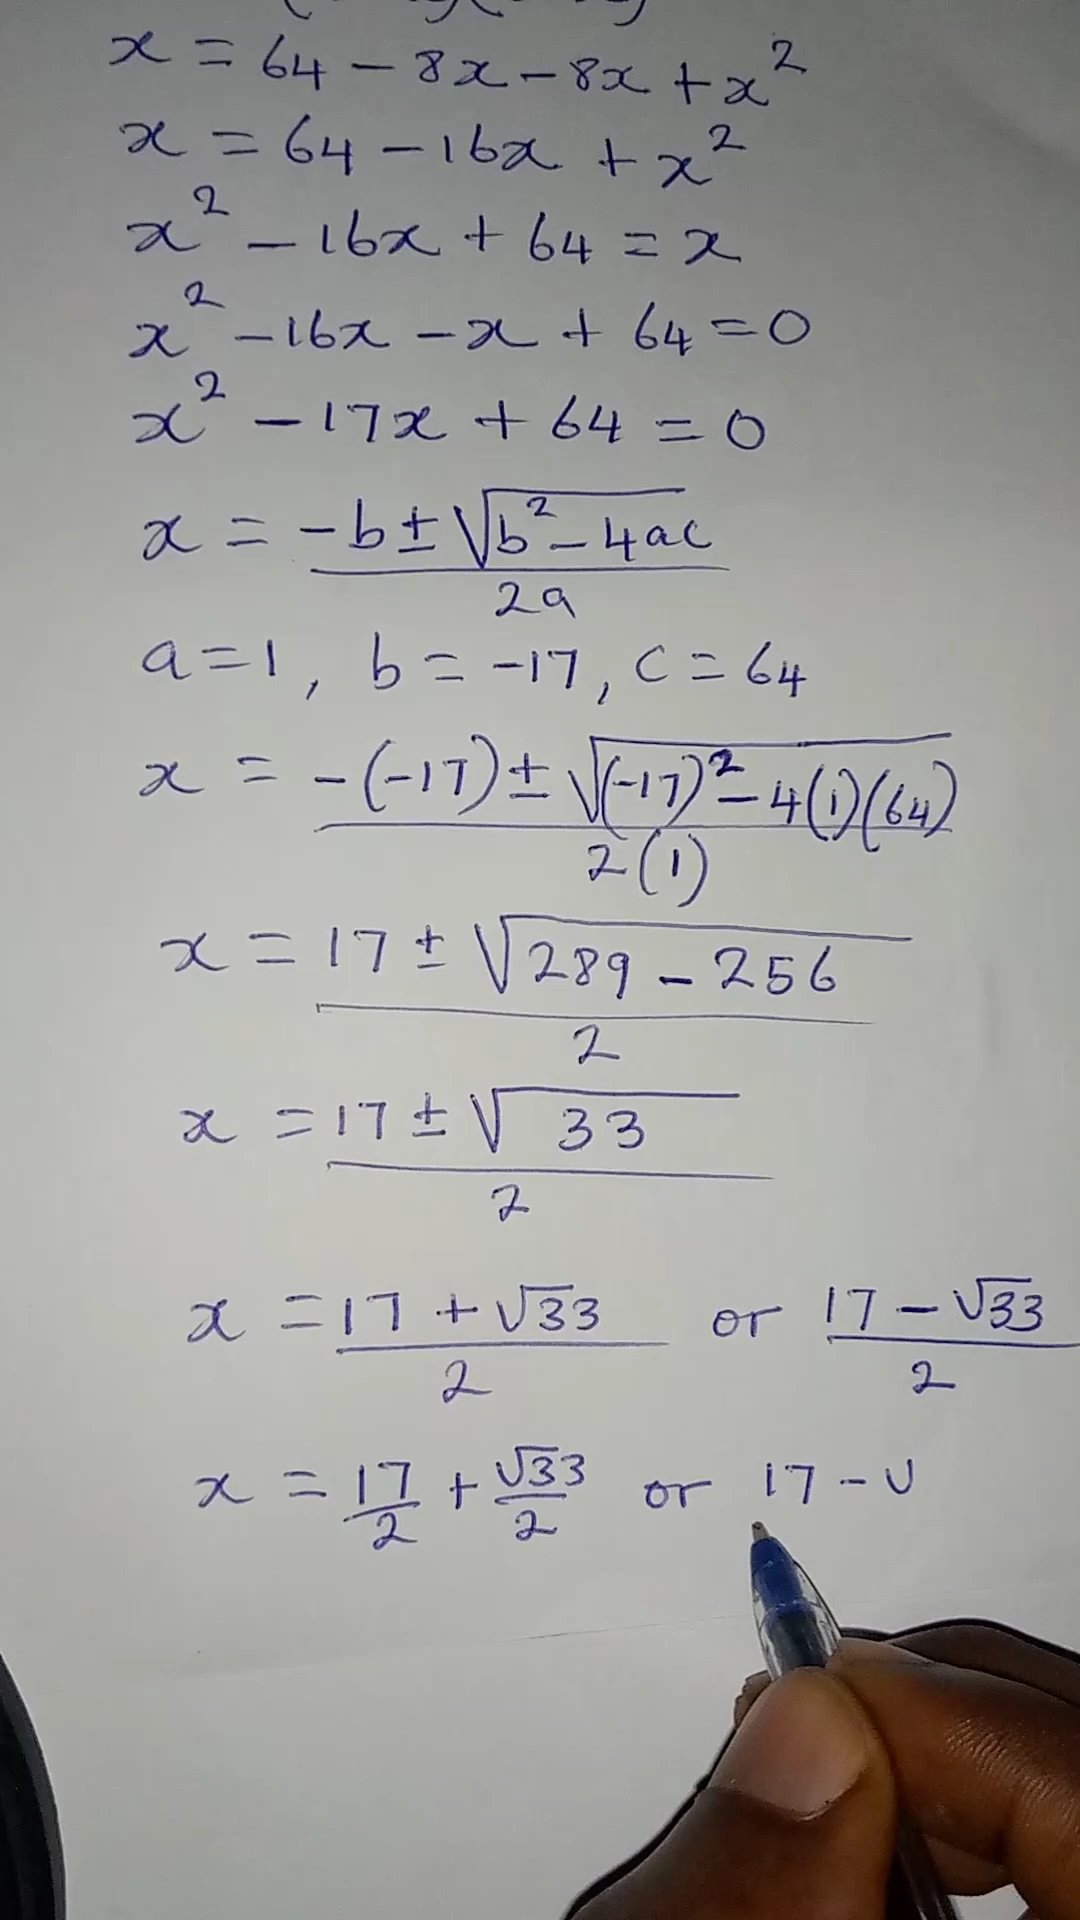 x = 64 - 8x - 8x + x²
x = 64 - 16x + x²
x² - 16x + 64 = x
x² - 16x - x + 64 = 0
x² - 17x + 64 = 0
x = -b ± √b² - 4ac
2a
a = 1, b = -17, c = 64
x = -(-17) ± √(-17)² - 4(1)(64)
2(1)
x = 17 ± √289 - 256
2
x = 17 ± √33
2
x = 17 + √33 or 17 - √33
2 2
x = 17/2 + √33/2 or 17 - √